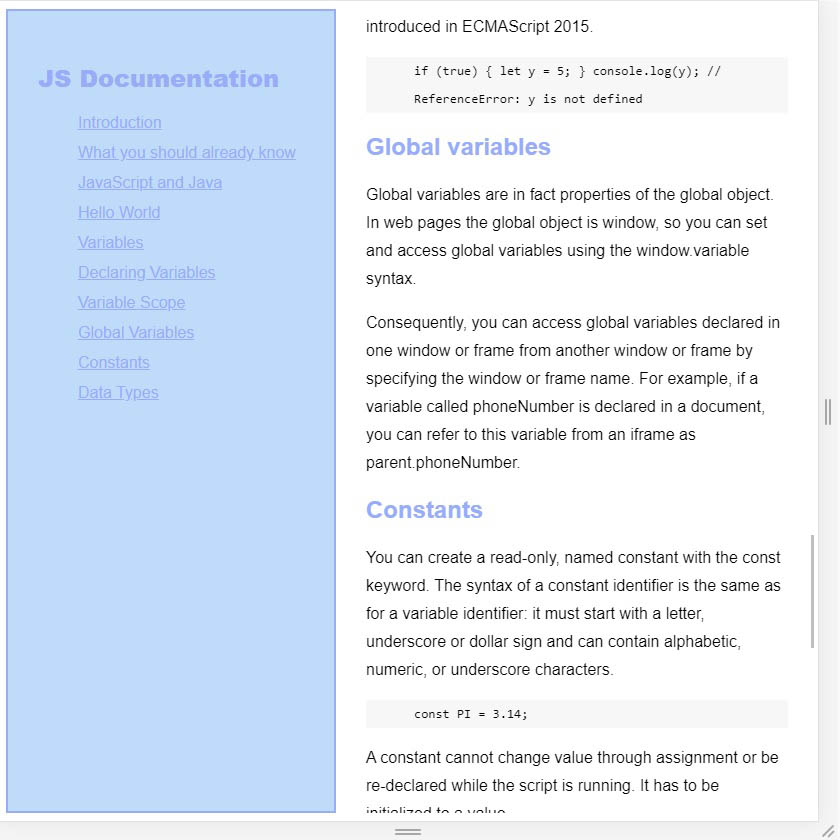 JS Documentation
Introduction
What you should already know
JavaScript and Java
Hello World
Variables
Declaring Variables
Variable Scope
Global Variables
Constants
Data Types
introduced in ECMAScript 2015.
if (true) { let y = 5; } console.log(y); //
ReferenceError: y is not defined
Global variables
Global variables are in fact properties of the global object.
In web pages the global object is window, so you can set
and access global variables using the window.variable
syntax.
Consequently, you can access global variables declared in
one window or frame from another window or frame by
specifying the window or frame name. For example, if a
variable called phoneNumber is declared in a document,
you can refer to this variable from an iframe as
parent.phoneNumber.
Constants
You can create a read-only, named constant with the const
keyword. The syntax of a constant identifier is the same as
for a variable identifier: it must start with a letter,
underscore or dollar sign and can contain alphabetic,
numeric, or underscore characters.
const PI = 3.14;
A constant cannot change value through assignment or be
re-declared while the script is running. It has to be
initialized to a value